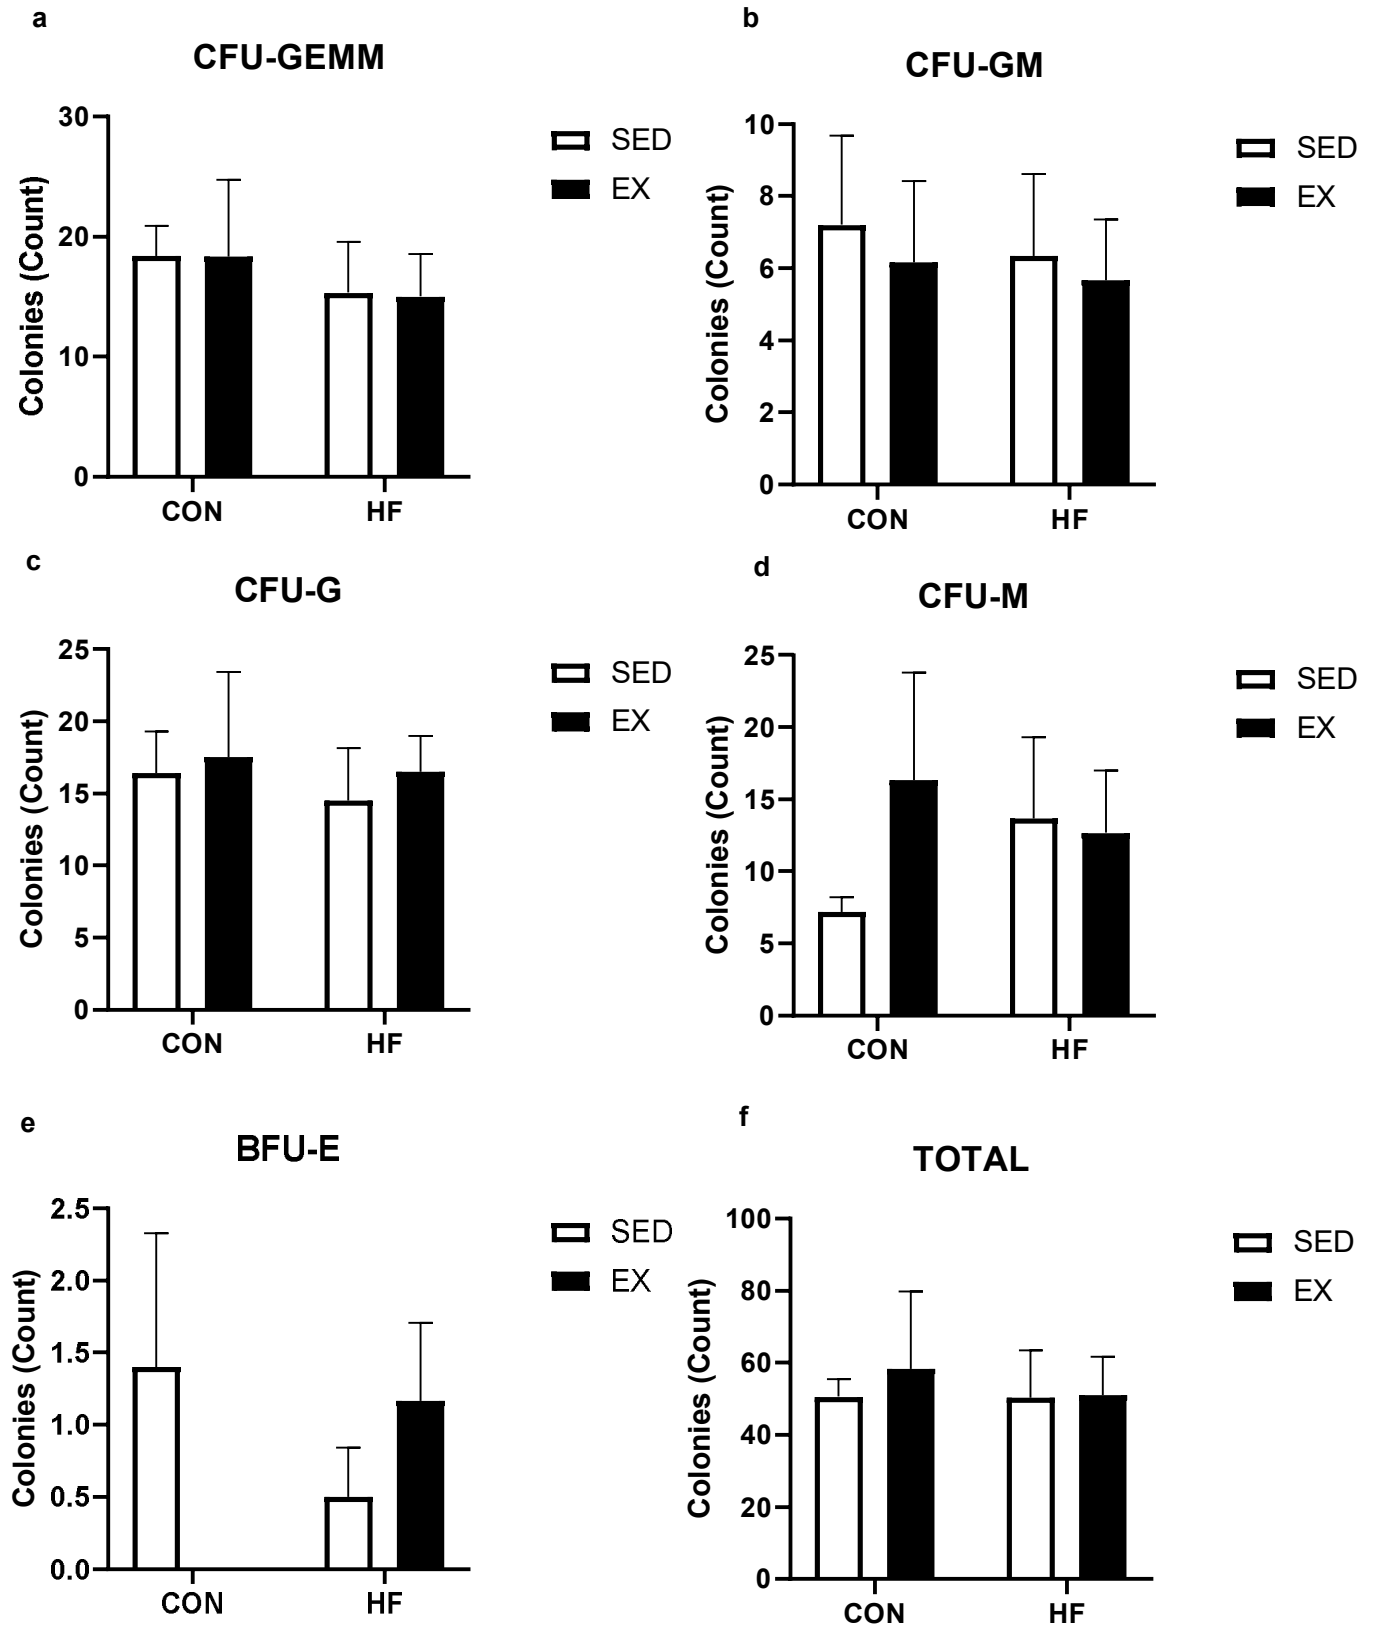 a
CFU-GEMM
Colonies (Count)
30
20
10
0
CON
HF
SED
EX
b
CFU-GM
Colonies (Count)
10
8
6
4
2
0
CON
HF
SED
EX
c
CFU-G
Colonies (Count)
25
20
15
10
5
0
CON
HF
SED
EX
d
CFU-M
Colonies (Count)
25
20
15
10
5
0
CON
HF
SED
EX
e
BFU-E
Colonies (Count)
2.5
2.0
1.5
1.0
0.5
0.0
CON
HF
SED
EX
f
TOTAL
Colonies (Count)
100
80
60
40
20
0
CON
HF
SED
EX